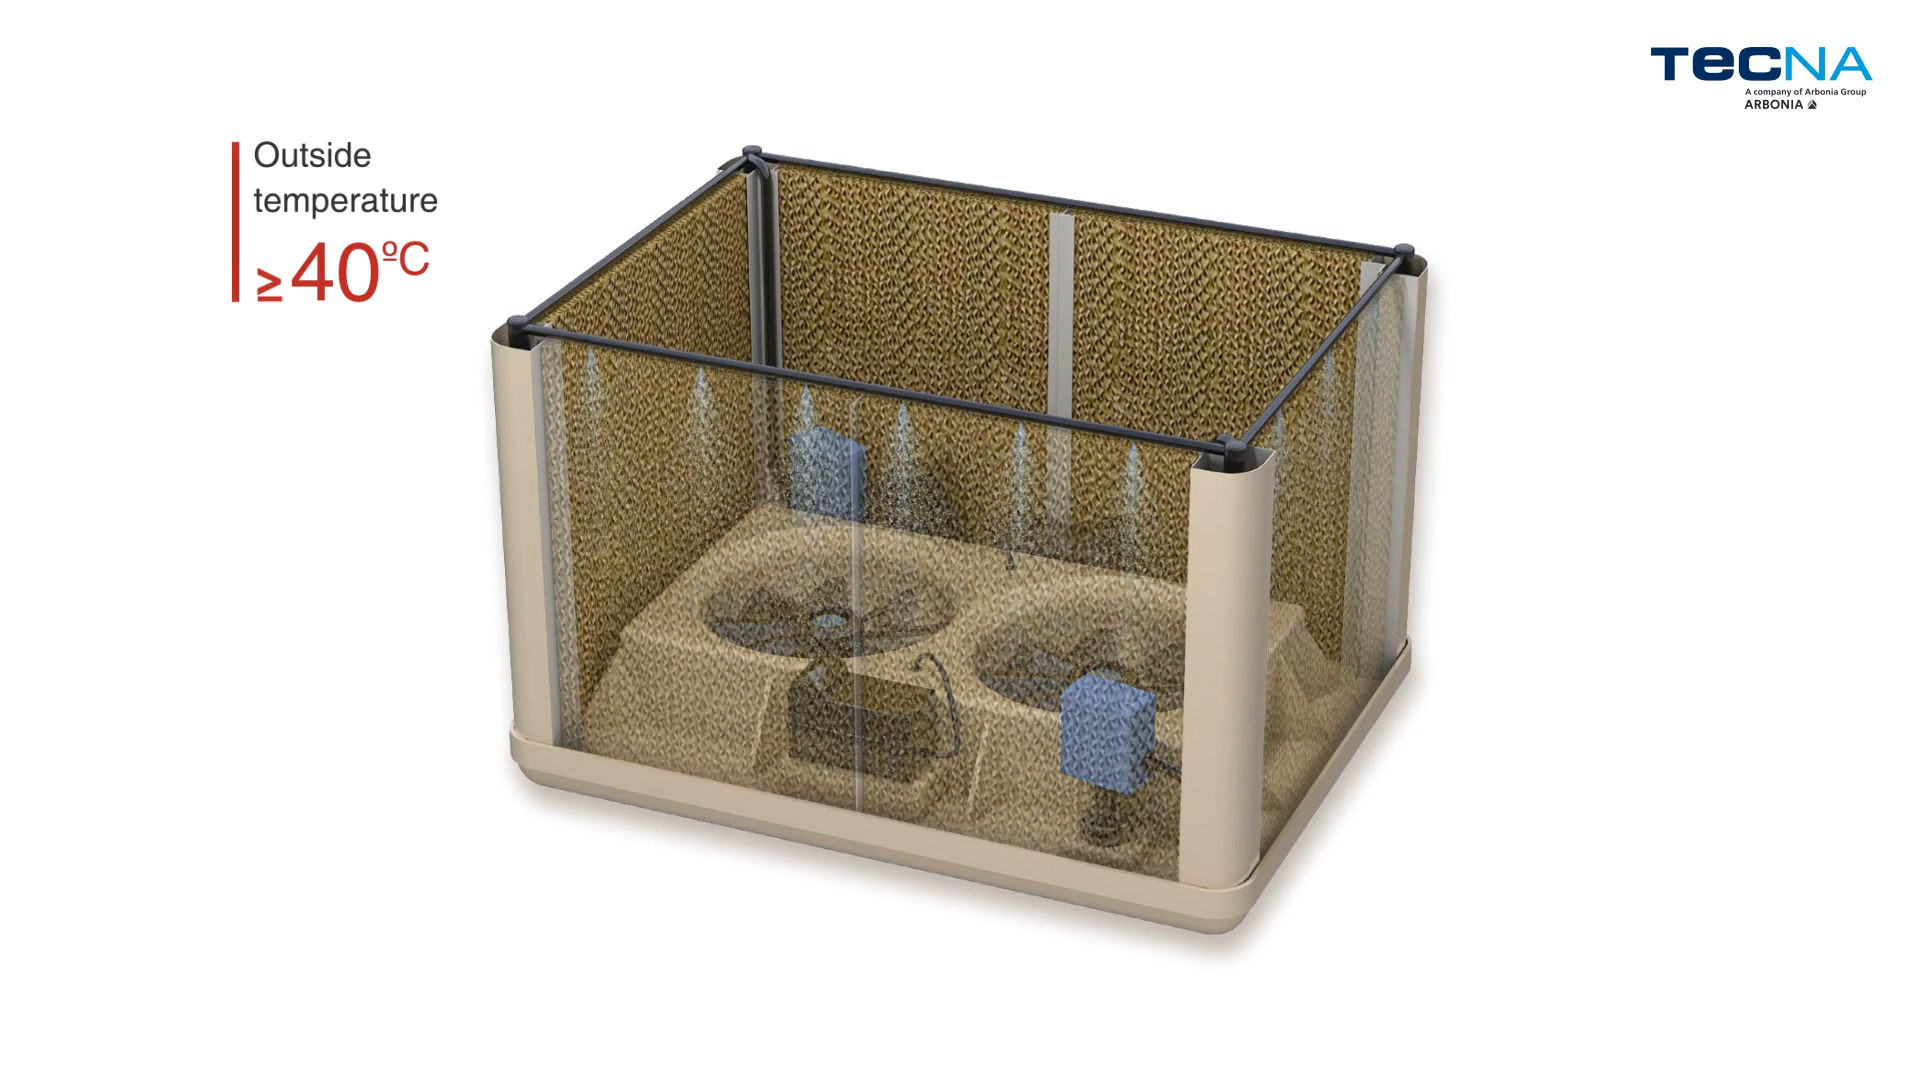 TECNA
A company of Arbonia Group
ARBONIA
Outside
temperature
≥40ºC